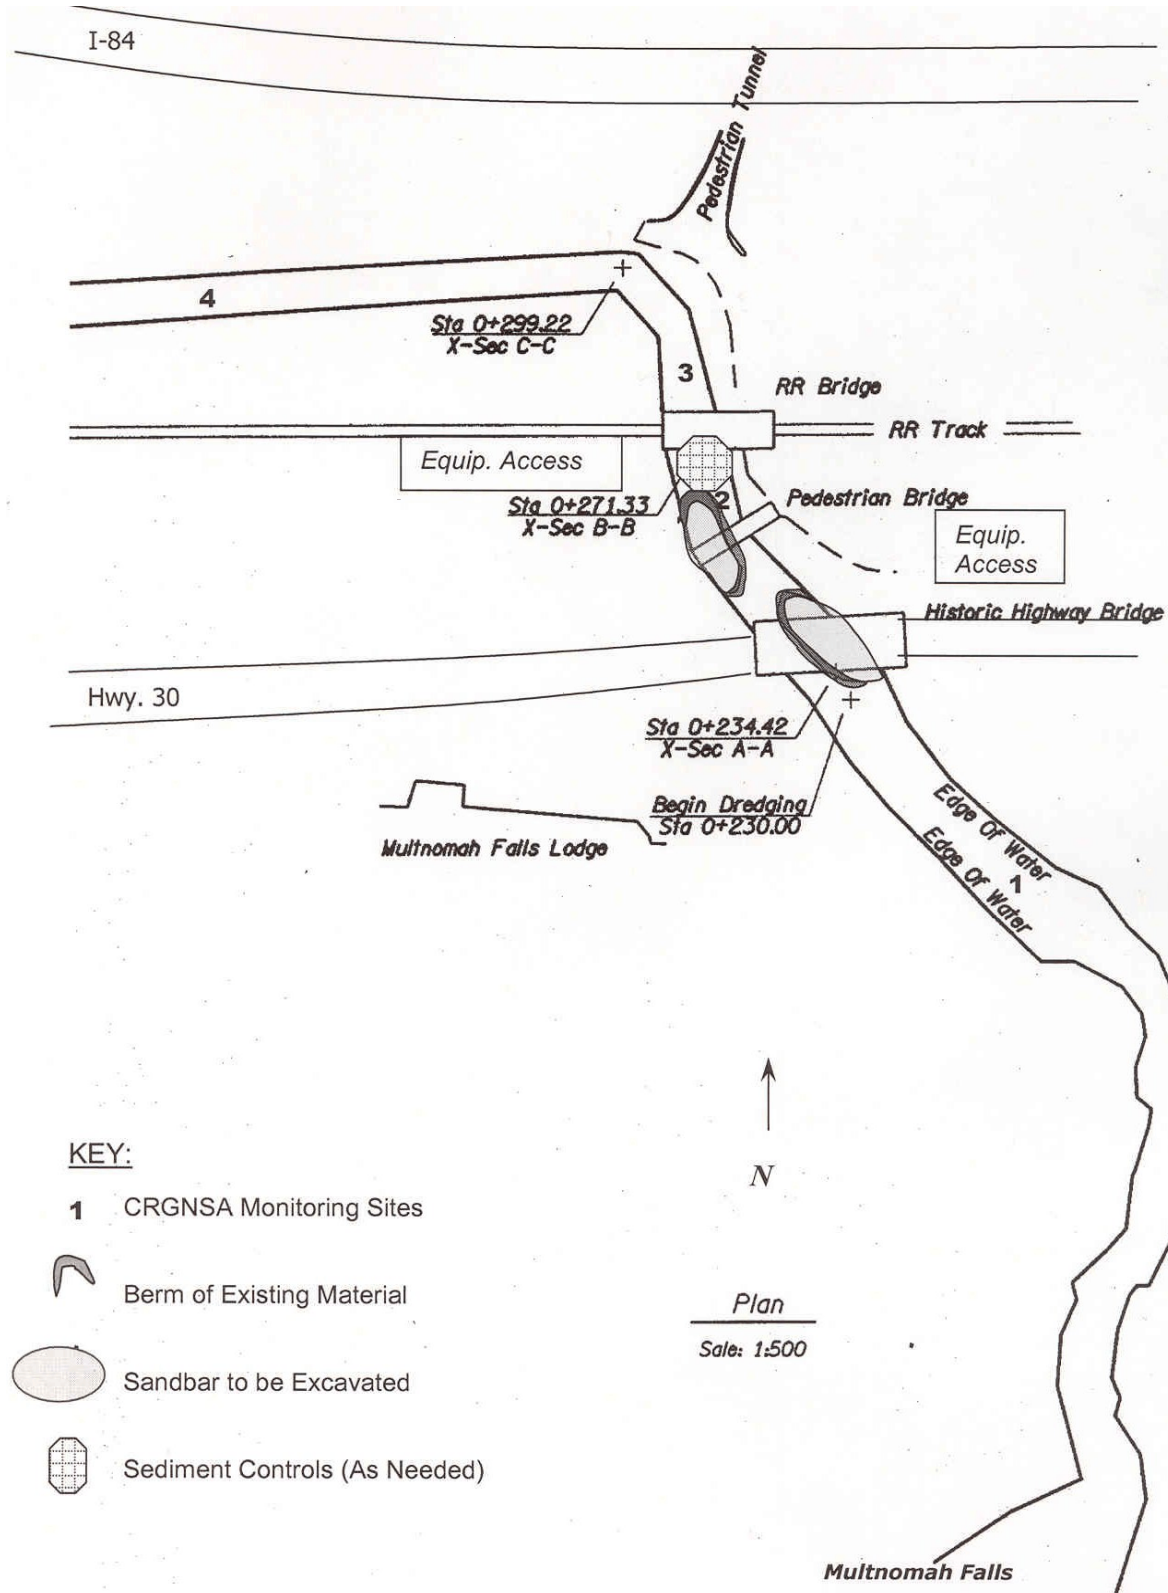 I-84
Pedestrian Tunnel
4
Sta 0+299.22
X-Sec C-C
3
RR Bridge
RR Track
Equip. Access
Sta 0+271.33
X-Sec B-B
2
Pedestrian Bridge
Equip.
Access
Historic Highway Bridge
Hwy. 30
Sta 0+234.42
X-Sec A-A
Begin Dredging
Sta 0+230.00
Multnomah Falls Lodge
Edge Of Water
Edge Of Water
1
N
KEY:
1 CRGNSA Monitoring Sites
Berm of Existing Material
Sandbar to be Excavated
Sediment Controls (As Needed)
Plan
Sale: 1:500
Multnomah Falls